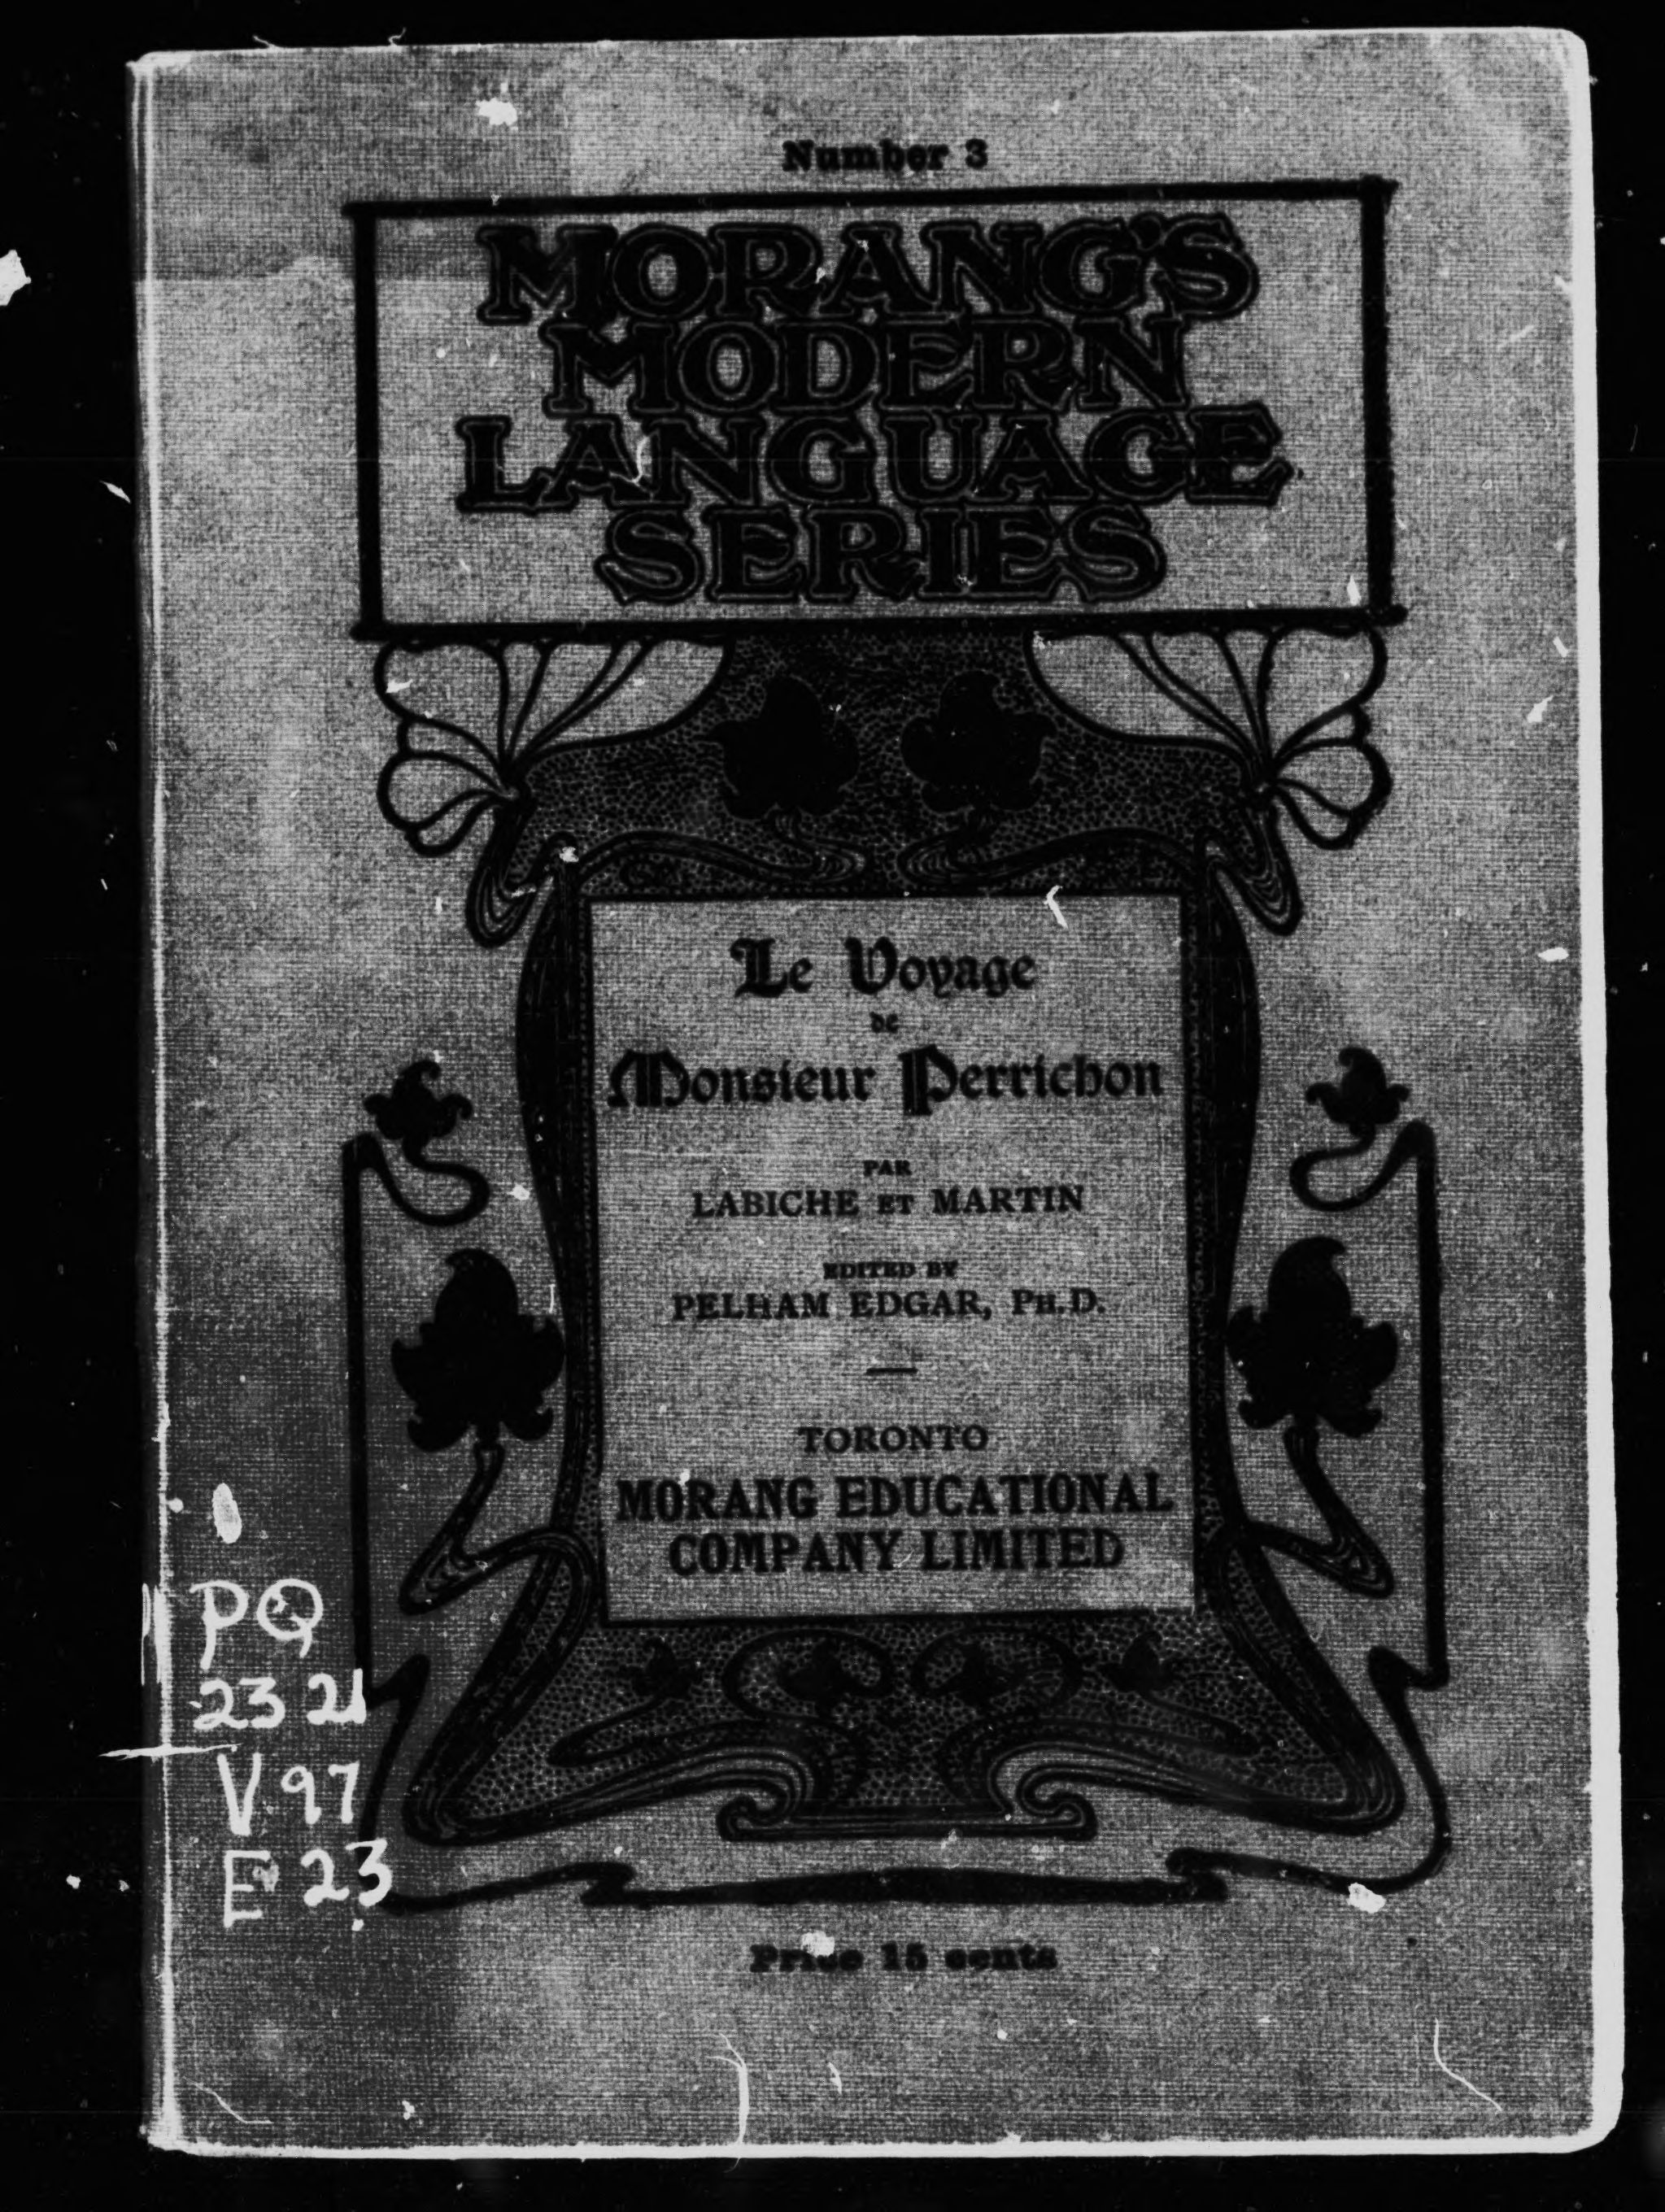 Number 3
MORANG'S
MODERN
LANGUAGE
SERIES
Le Voyage
de
Monsieur Perrichon
PAR
LABICHE ET MARTIN
EDITED BY
PELHAM EDGAR, PH.D.
TORONTO
MORANG EDUCATIONAL
COMPANY LIMITED
PQ
2321
V97
E23
Price 15 cents